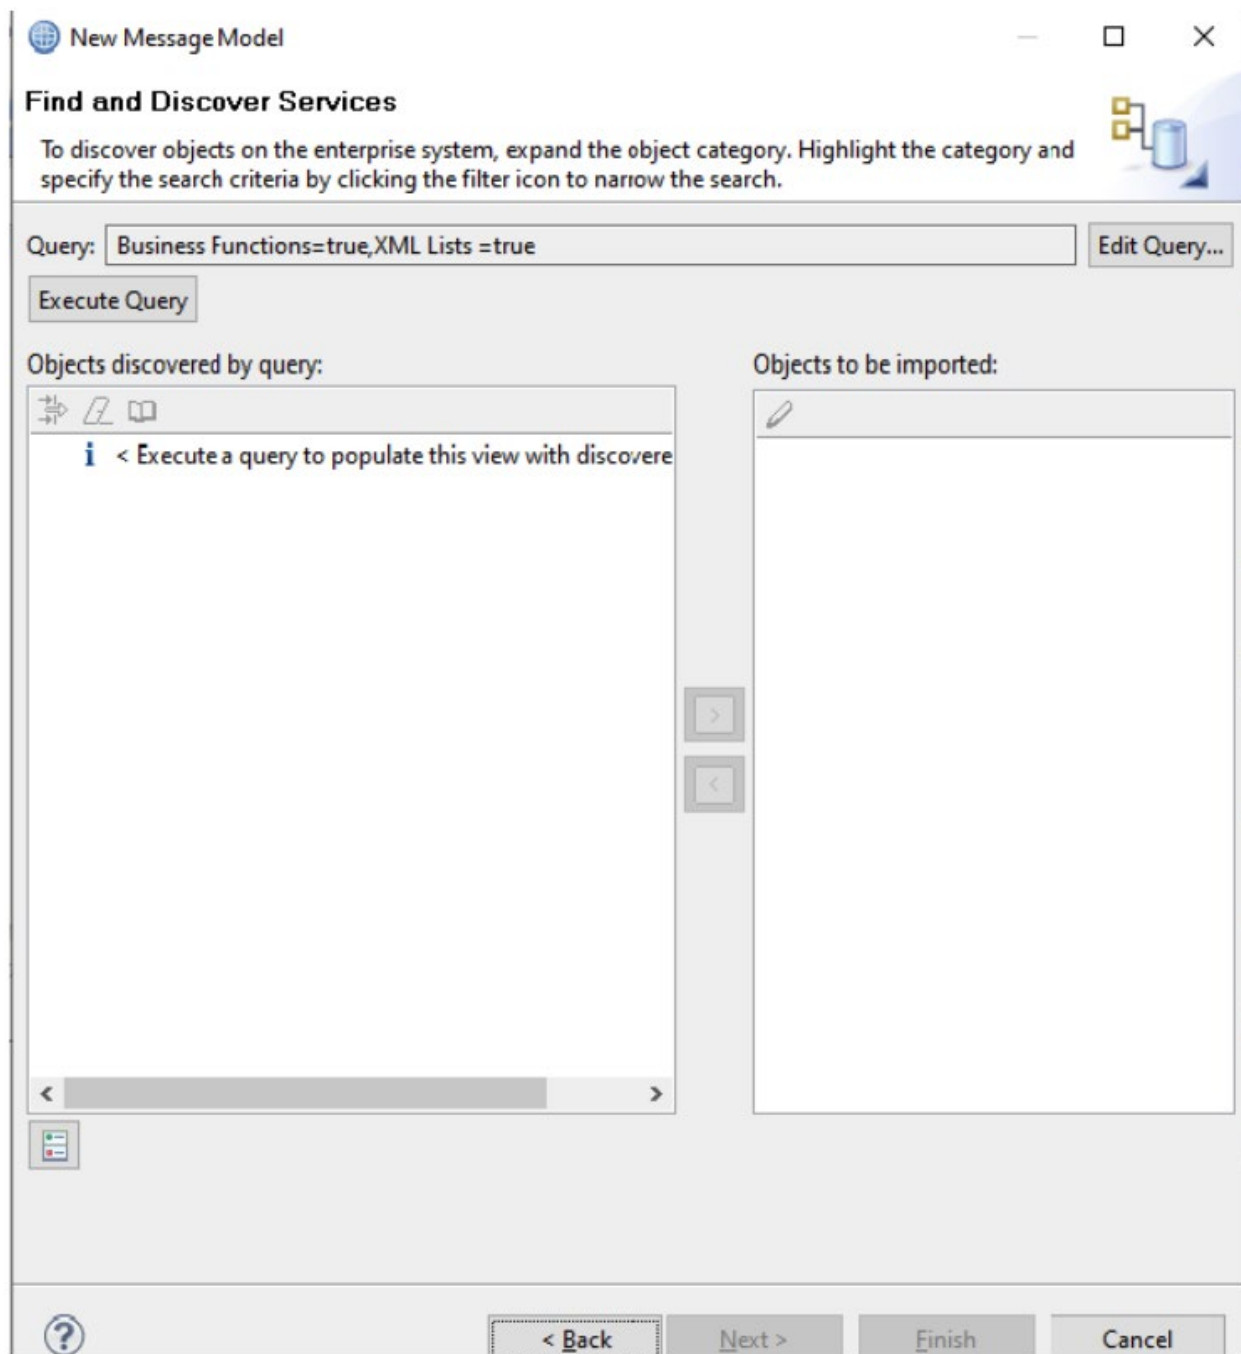 New Message Model
Find and Discover Services
To discover objects on the enterprise system, expand the object category. Highlight the category and
specify the search criteria by clicking the filter icon to narrow the search.
Query: Business Functions=true,XML Lists =true Edit Query...
Execute Query
Objects discovered by query: Objects to be imported:
i < Execute a query to populate this view with discovere
>
<
< Back Next > Finish Cancel